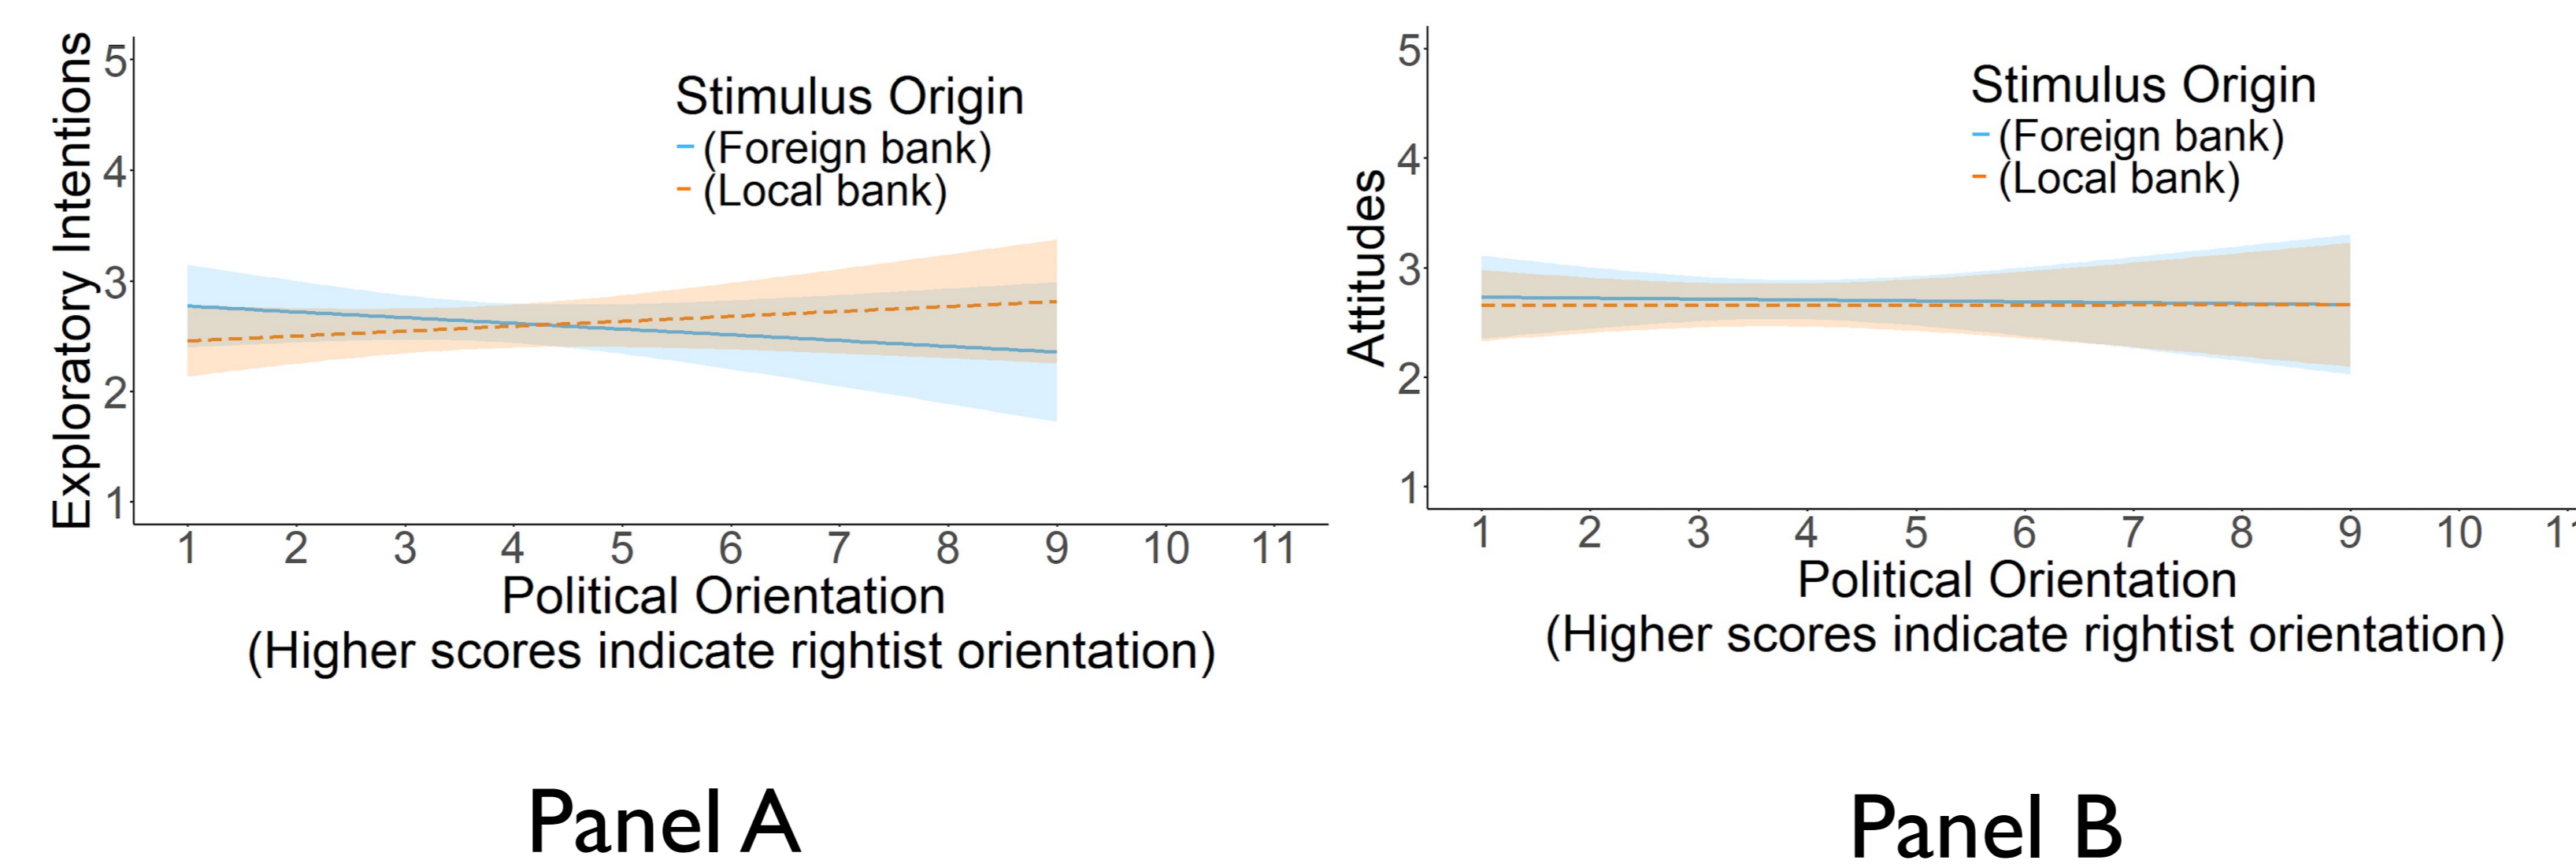 Exploratory Intentions
5
4
3
2
1
Stimulus Origin
(Foreign bank)
(Local bank)
1 2 3 4 5 6 7 8 9 10 11
Political Orientation
(Higher scores indicate rightist orientation)
Panel A
Attitudes
5
4
3
2
1
Stimulus Origin
(Foreign bank)
(Local bank)
1 2 3 4 5 6 7 8 9 10 11
Political Orientation
(Higher scores indicate rightist orientation)
Panel B